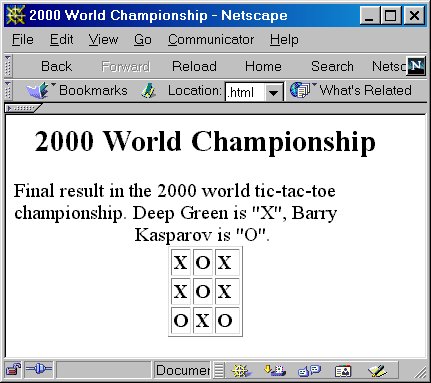 2000 World Championship - Netscape
File Edit View Go Communicator Help
Back Forward Reload Home Search Netsc
Bookmarks Location: .html What's Related
2000 World Championship
Final result in the 2000 world tic-tac-toe
championship. Deep Green is "X", Barry
Kasparov is "O".
X O X
X O X
O X O
Documen